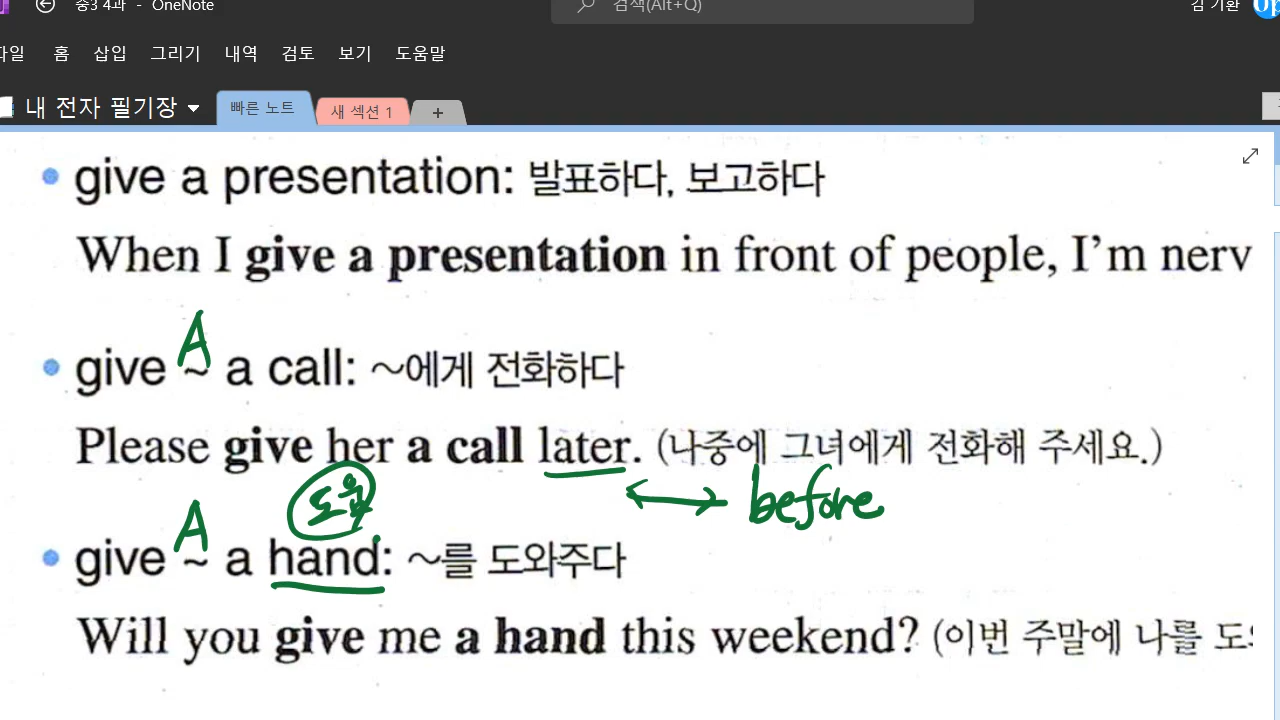 중3 4과 - OneNote
검색(Alt+Q)
김 기환
파일 홈 삽입 그리기 내역 검토 보기 도움말
내 전자 필기장
빠른 노트
새 섹션 1
+
• give a presentation: 발표하다, 보고하다
When I give a presentation in front of people, I'm nerv
A
• give ~ a call: ~에게 전화하다
Please give her a call later. (나중에 그녀에게 전화해 주세요.)
↔ before
A 도움
• give ~ a hand: ~를 도와주다
Will you give me a hand this weekend? (이번 주말에 나를